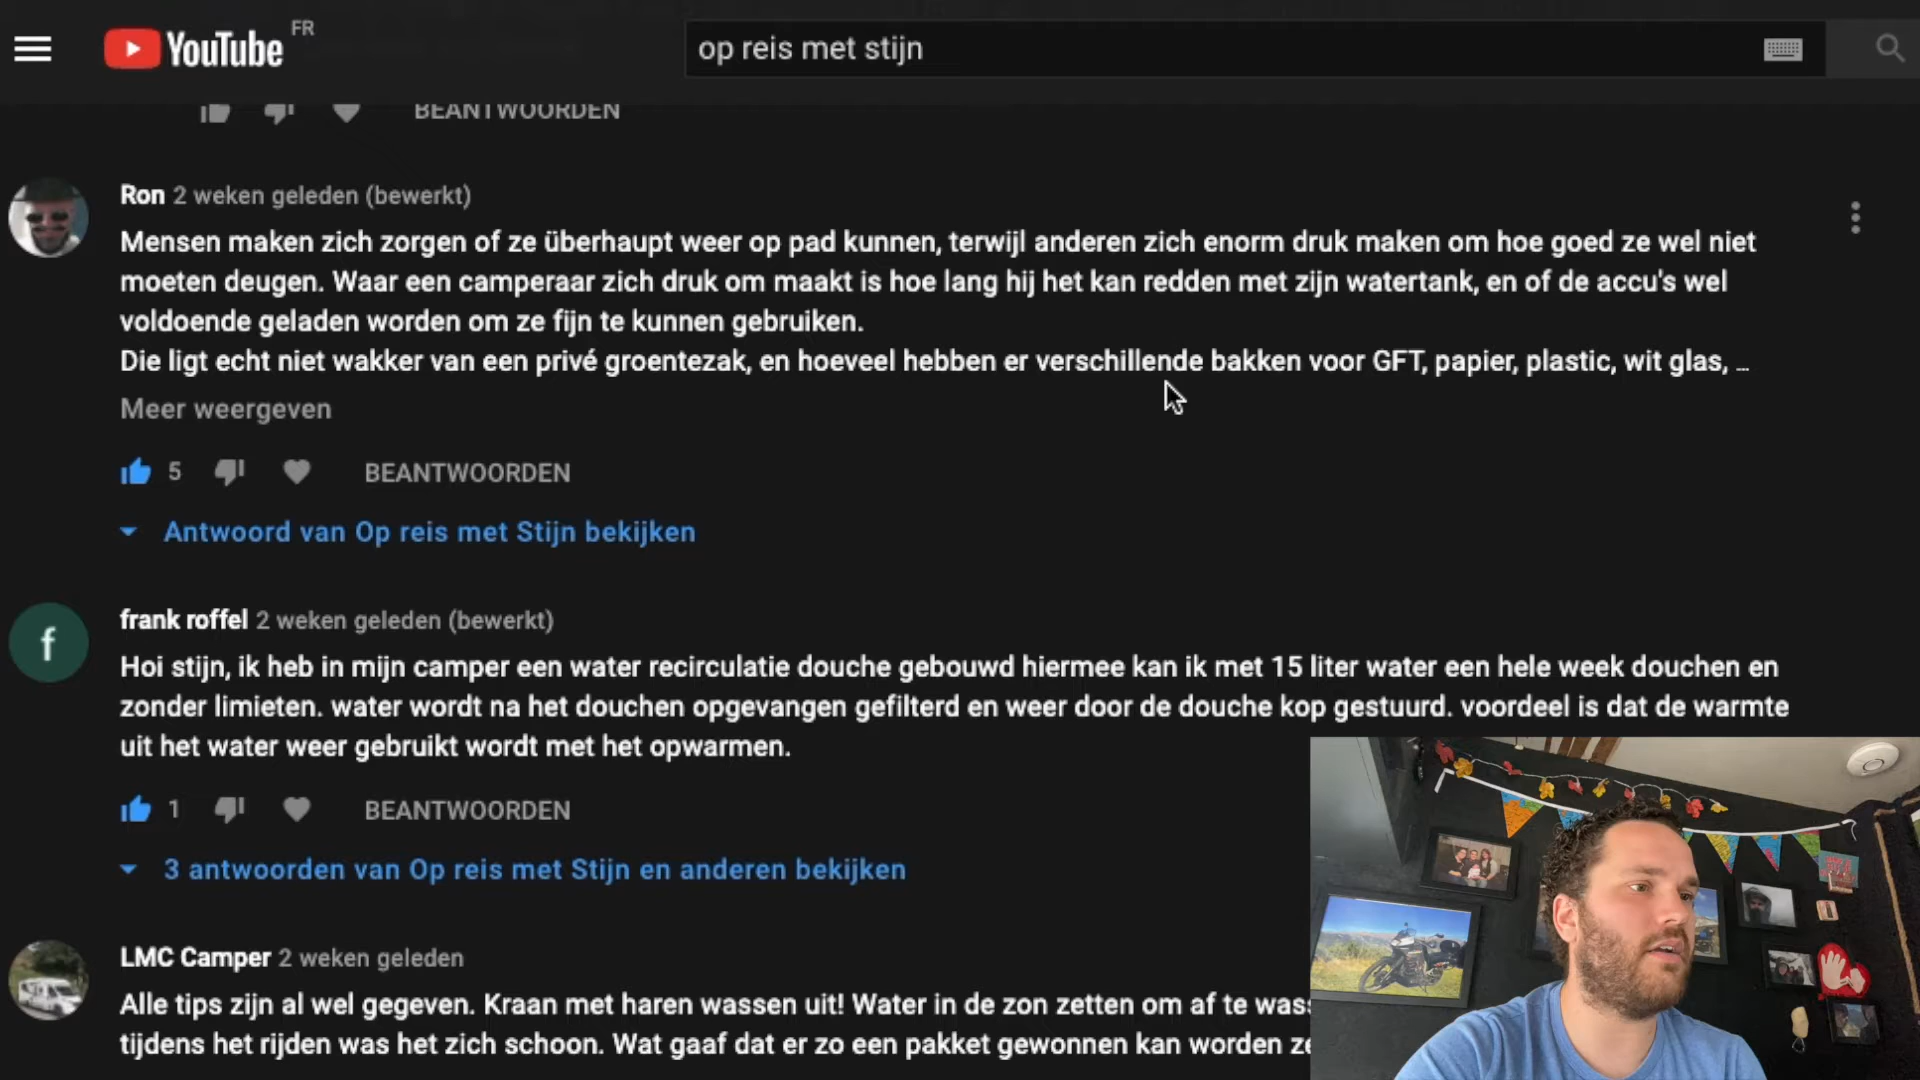 YouTube FR
op reis met stijn
BEANTWOORDEN
Ron 2 weken geleden (bewerkt)
Mensen maken zich zorgen of ze überhaupt weer op pad kunnen, terwijl anderen zich enorm druk maken om hoe goed ze wel niet
moeten deugen. Waar een camperaar zich druk om maakt is hoe lang hij het kan redden met zijn watertank, en of de accu's wel
voldoende geladen worden om ze fijn te kunnen gebruiken.
Die ligt echt niet wakker van een privé groentezak, en hoeveel hebben er verschillende bakken voor GFT, papier, plastic, wit glas, ...
Meer weergeven
5 BEANTWOORDEN
Antwoord van Op reis met Stijn bekijken
f
frank roffel 2 weken geleden (bewerkt)
Hoi stijn, ik heb in mijn camper een water recirculatie douche gebouwd hiermee kan ik met 15 liter water een hele week douchen en
zonder limieten. water wordt na het douchen opgevangen gefilterd en weer door de douche kop gestuurd. voordeel is dat de warmte
uit het water weer gebruikt wordt met het opwarmen.
1 BEANTWOORDEN
3 antwoorden van Op reis met Stijn en anderen bekijken
LMC Camper 2 weken geleden
Alle tips zijn al wel gegeven. Kraan met haren wassen uit! Water in de zon zetten om af te wass
tijdens het rijden was het zich schoon. Wat gaaf dat er zo een pakket gewonnen kan worden ze